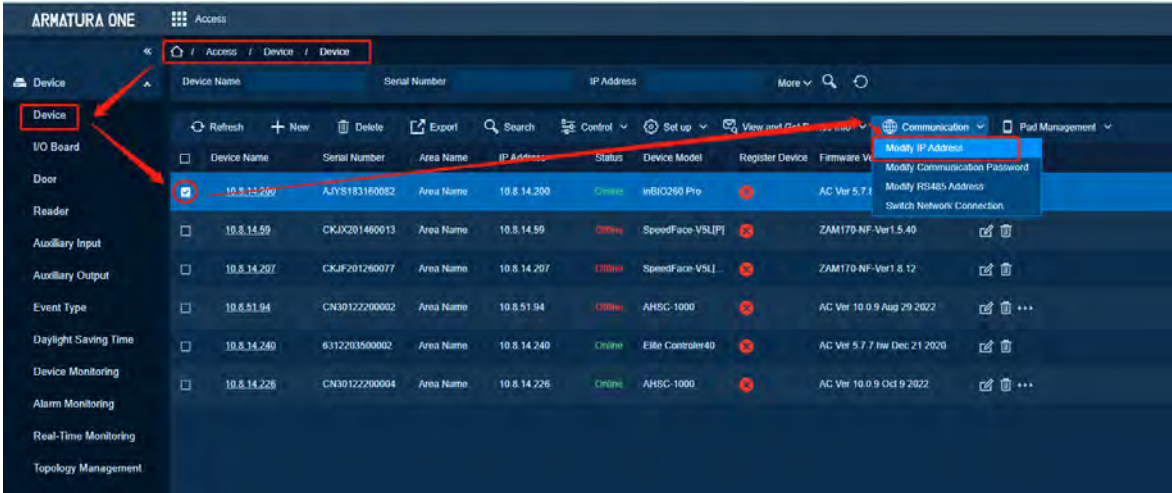 ARMATURA ONE
Access
/ Access / Device / Device
Device
Device
I/O Board
Door
Reader
Auxiliary Input
Auxiliary Output
Event Type
Daylight Saving Time
Device Monitoring
Alarm Monitoring
Real-Time Monitoring
Topology Management
Device Name Serial Number IP Address More
Refresh New Delete Export Search Control Set up View and Get Info Communication Pad Management
Modify IP Address
Modify Communication Password
Modify RS485 Address
Switch Network Connection
Device Name Serial Number Area Name IP Address Status Device Model Register Device Firmware
10.8.14.200 AJYS183160082 Area Name 10.8.14.200 Online inBIO260 Pro AC Ver 5.7.8
10.8.14.59 CKJX201460013 Area Name 10.8.14.59 Offline SpeedFace-V5L[P] ZAM170-NF-Ver1.5.40
10.8.14.207 CKJF201260077 Area Name 10.8.14.207 Offline SpeedFace-V5L[... ZAM170-NF-Ver1.8.12
10.8.51.94 CN30122200002 Area Name 10.8.51.94 Offline AHSC-1000 AC Ver 10.0.9 Aug 29 2022
10.8.14.240 6312203500002 Area Name 10.8.14.240 Online Elite Controler40 AC Ver 5.7.7 hw Dec 21 2020
10.8.14.226 CN30122200004 Area Name 10.8.14.226 Online AHSC-1000 AC Ver 10.0.9 Oct 9 2022